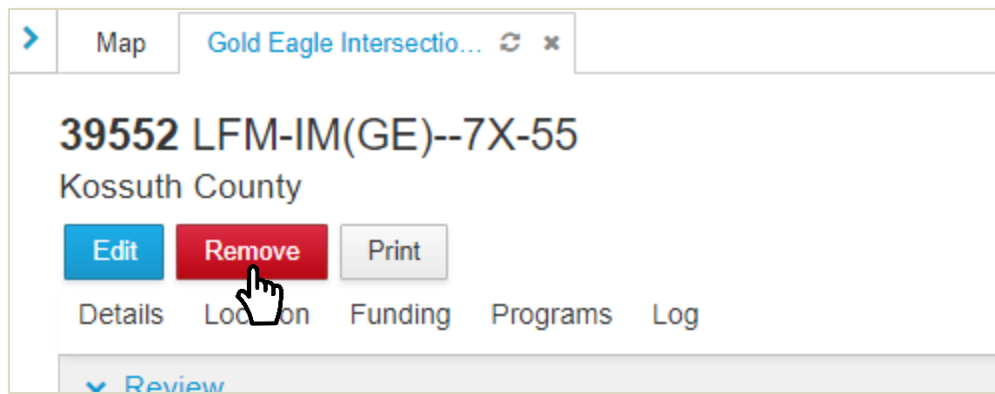 Map Gold Eagle Intersectio...
39552 LFM-IM(GE)--7X-55
Kossuth County
Edit Remove Print
Details Location Funding Programs Log
Review